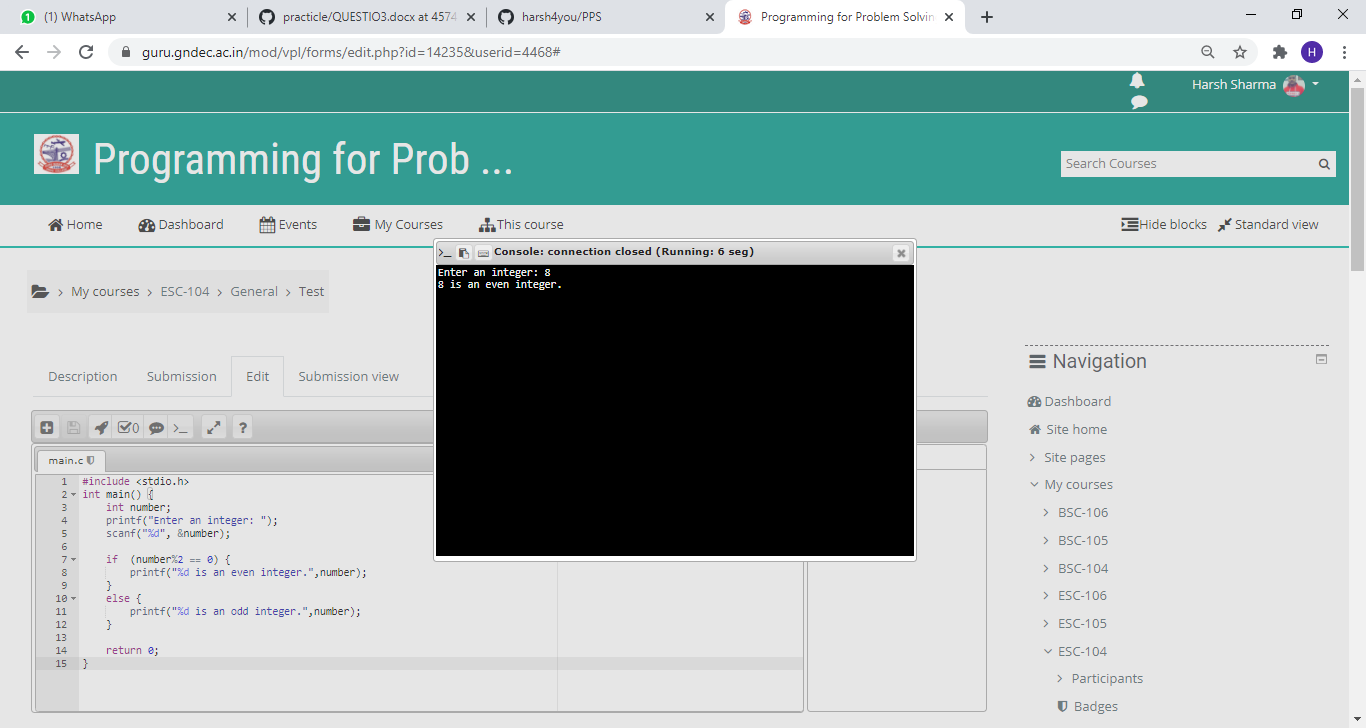 1 (1) WhatsApp
practicle/QUESTIO3.docx at 4574
harsh4you/PPS
Programming for Problem Solvin
guru.gndec.ac.in/mod/vpl/forms/edit.php?id=14235&userid=4468#
H
Harsh Sharma
Programming for Prob ...
Search Courses
Home
Dashboard
Events
My Courses
This course
Hide blocks
Standard view
> My courses > ESC-104 > General > Test
Console: connection closed (Running: 6 seg)
Enter an integer: 8
8 is an even integer.
Description
Submission
Edit
Submission view
0
>_
?
main.c
1 #include <stdio.h>
2 int main() {
3 int number;
4 printf("Enter an integer: ");
5 scanf("%d", &number);
6
7 if (number%2 == 0) {
8 printf("%d is an even integer.",number);
9 }
10 else {
11 printf("%d is an odd integer.",number);
12 }
13
14 return 0;
15 }
Navigation
Dashboard
Site home
Site pages
My courses
BSC-106
BSC-105
BSC-104
ESC-106
ESC-105
ESC-104
Participants
Badges